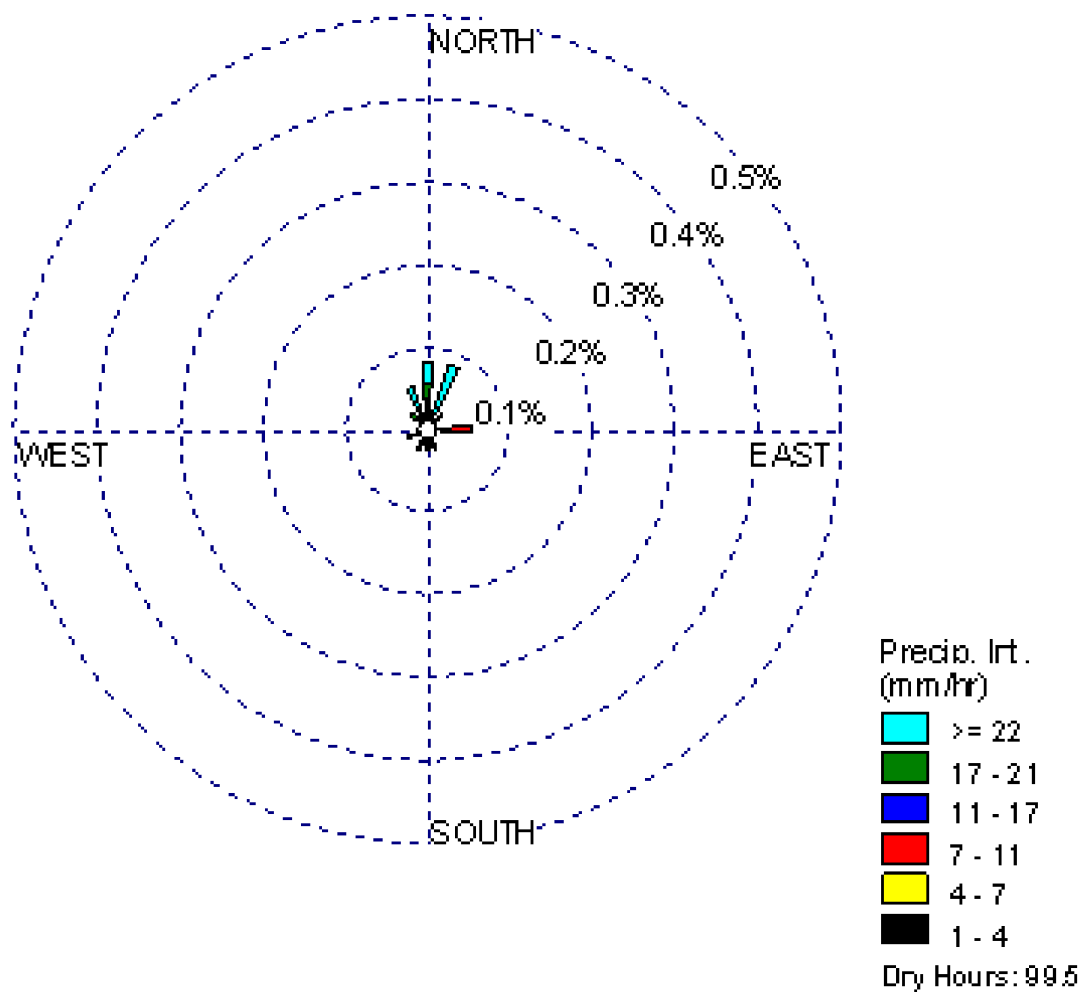 NORTH
0.5%
0.4%
0.3%
0.2%
0.1%
WEST
EAST
SOUTH
Precip. Irt.
(mm/hr)
>= 22
17 - 21
11 - 17
7 - 11
4 - 7
1 - 4
Dry Hours: 99.5